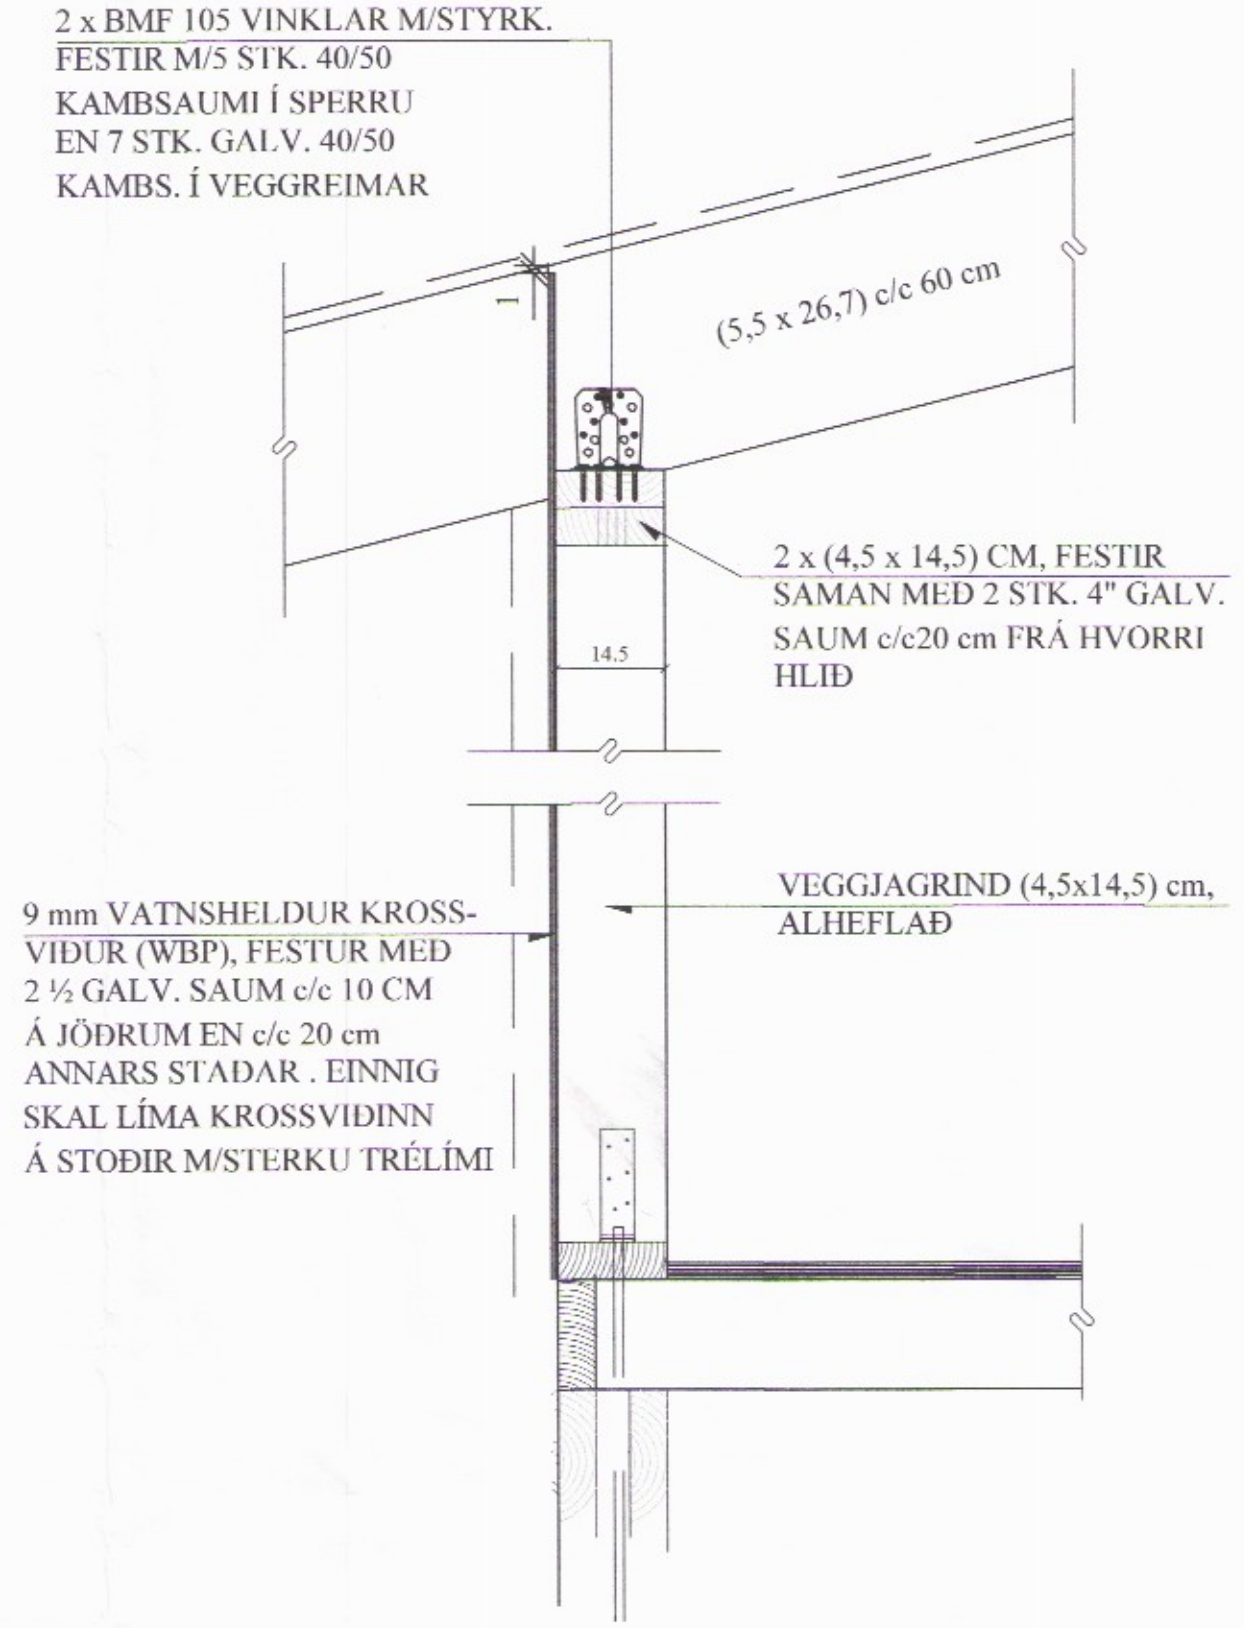 2 x BMF 105 VINKLAR M/STYRK.
FESTIR M/5 STK. 40/50
KAMBSAUMI Í SPERRU
EN 7 STK. GALV. 40/50
KAMBS. Í VEGGREIMAR
1
(5,5 x 26,7) c/c 60 cm
2 x (4,5 x 14,5) CM, FESTIR
SAMAN MEÐ 2 STK. 4" GALV.
SAUM c/c20 cm FRÁ HVORRI
HLIÐ
14.5
VEGGJAGRIND (4,5x14,5) cm,
ALHEFLAÐ
9 mm VATNSHELDUR KROSS-
VIÐUR (WBP), FESTUR MEÐ
2 ½ GALV. SAUM c/c 10 CM
Á JÖÐRUM EN c/c 20 cm
ANNARS STAÐAR . EINNIG
SKAL LÍMA KROSSVIÐINN
Á STOÐIR M/STERKU TRÉLÍMI